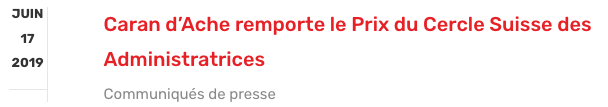 JUIN
17
2019
Caran d’Ache remporte le Prix du Cercle Suisse des
Administratrices
Communiqués de presse